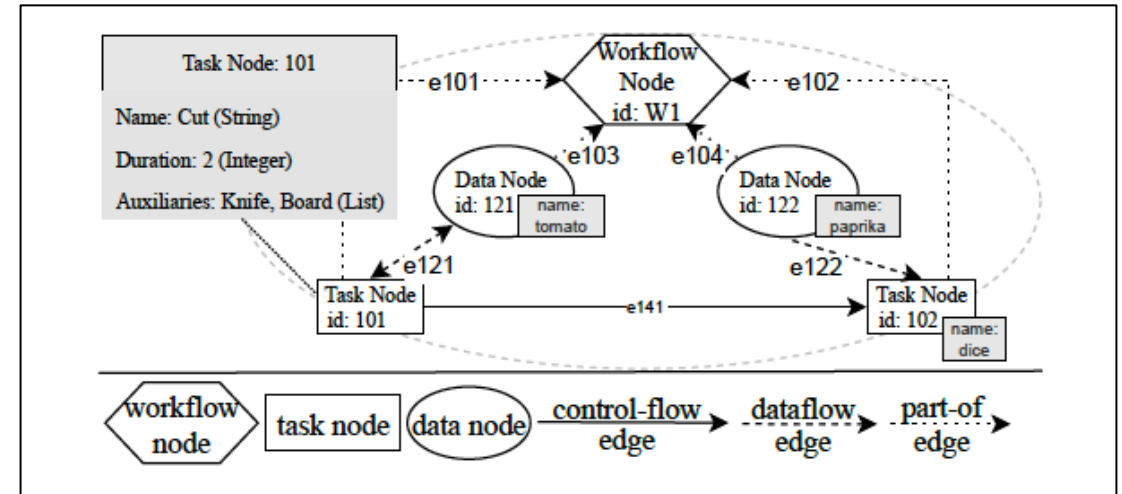 Task Node: 101
Name: Cut (String)
Duration: 2 (Integer)
Auxiliaries: Knife, Board (List)
e101
Workflow
Node
id: W1
e102
e103
e104
Data Node
id: 121
name:
tomato
Data Node
id: 122
name:
paprika
e121
e122
Task Node
id: 101
e141
Task Node
id: 102
name:
dice
workflow
node
task node
data node
control-flow
edge
dataflow
edge
part-of
edge